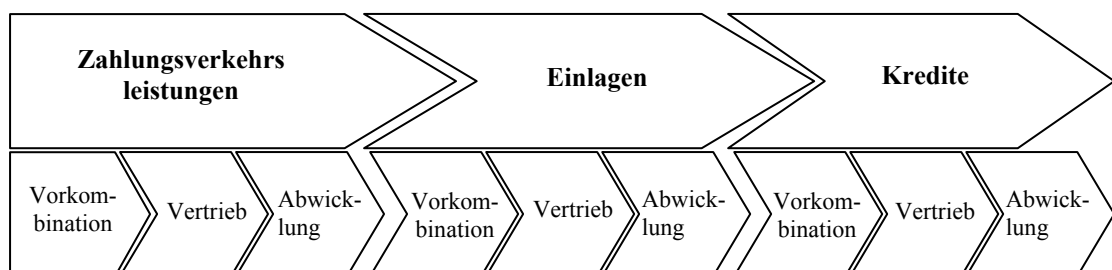 Zahlungsverkehrs
leistungen
Einlagen
Kredite
Vorkom-
bination
Vertrieb
Abwick-
lung
Vorkom-
bination
Vertrieb
Abwick-
lung
Vorkom-
bination
Vertrieb
Abwick-
lung